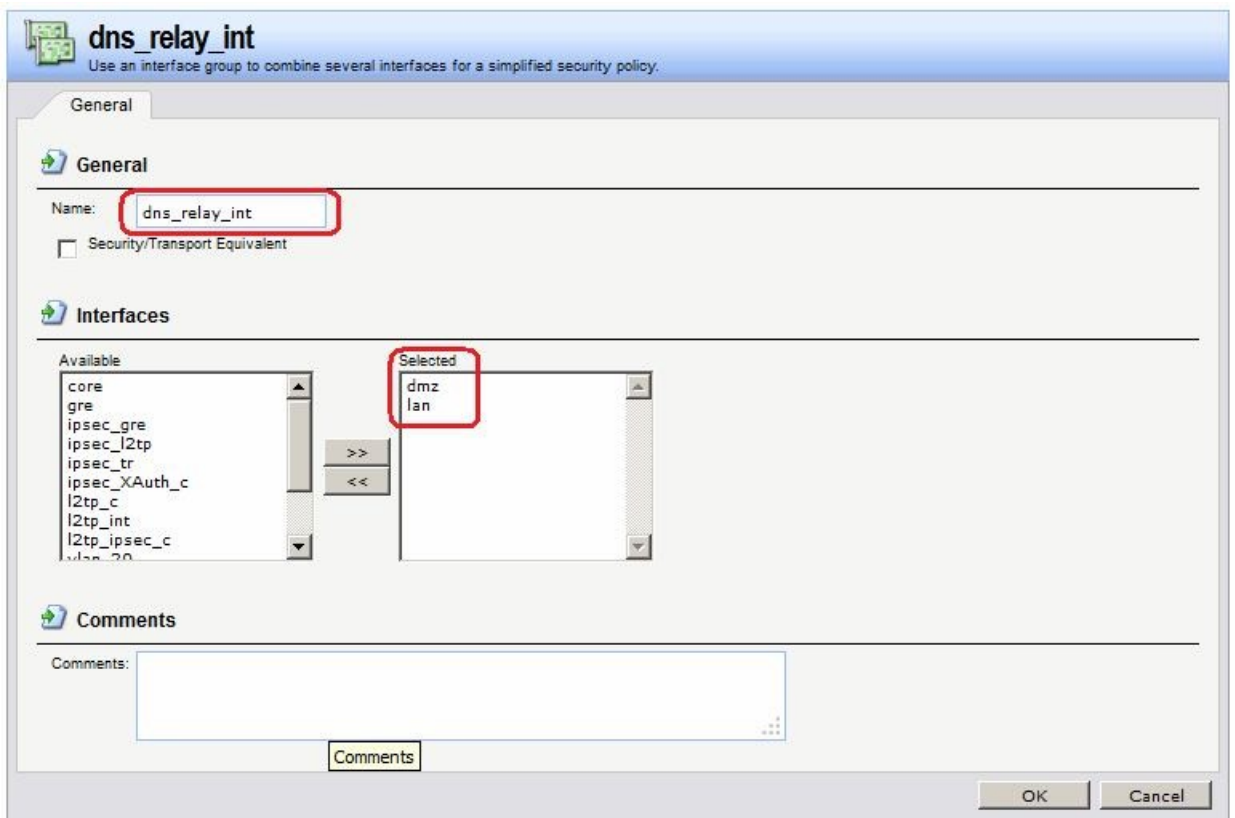 dns_relay_int
Use an interface group to combine several interfaces for a simplified security policy.
General
General
Name: dns_relay_int
Security/Transport Equivalent
Interfaces
Available
core
gre
ipsec_gre
ipsec_l2tp
ipsec_tr
ipsec_XAuth_c
l2tp_c
l2tp_int
l2tp_ipsec_c
vlan_20
>>
<<
Selected
dmz
lan
Comments
Comments:
Comments
OK Cancel